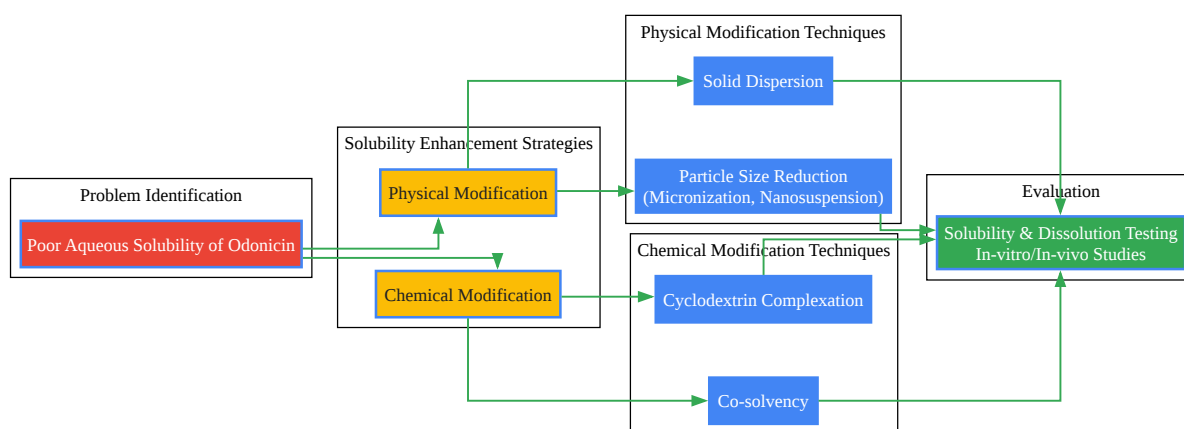 Problem Identification
Poor Aqueous Solubility of Odonicin
Solubility Enhancement Strategies
Physical Modification
Chemical Modification
Physical Modification Techniques
Solid Dispersion
Particle Size Reduction
(Micronization, Nanosuspension)
Chemical Modification Techniques
Cyclodextrin Complexation
Co-solvency
Evaluation
Solubility & Dissolution Testing
In-vitro/In-vivo Studies